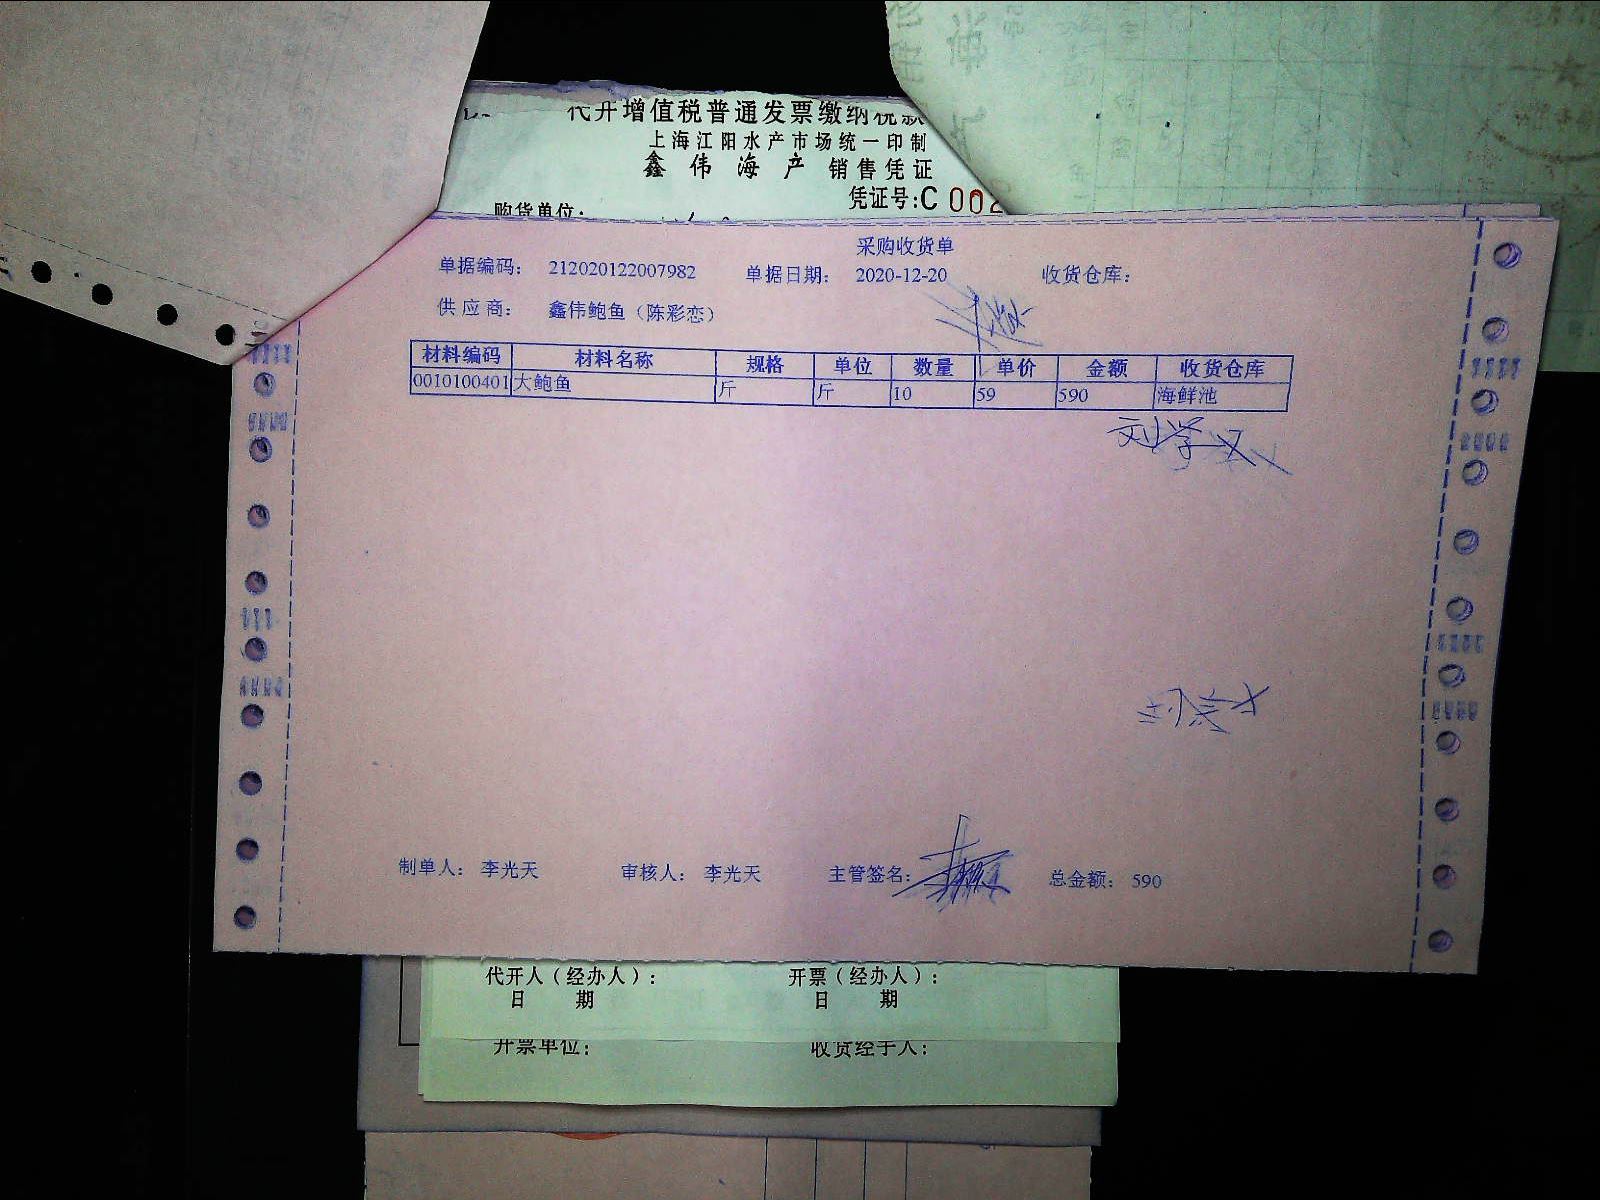 代开增值税普通发票缴纳税款
上海江阳水产市场统一印制
鑫伟海产 销售凭证
凭证号:C 002
购货单位:
采购收货单
单据编码: 212020122007982 单据日期: 2020-12-20 收货仓库:
供应商: 鑫伟鲍鱼（陈彩恋）
材料编码 材料名称 规格 单位 数量 单价 金额 收货仓库
0010100401 大鲍鱼 斤 斤 10 59 590 海鲜池
制单人: 李光天 审核人: 李光天 主管签名: 总金额: 590
代开人（经办人）: 开票（经办人）:
日 期 日 期
开票单位: 收货经手人: